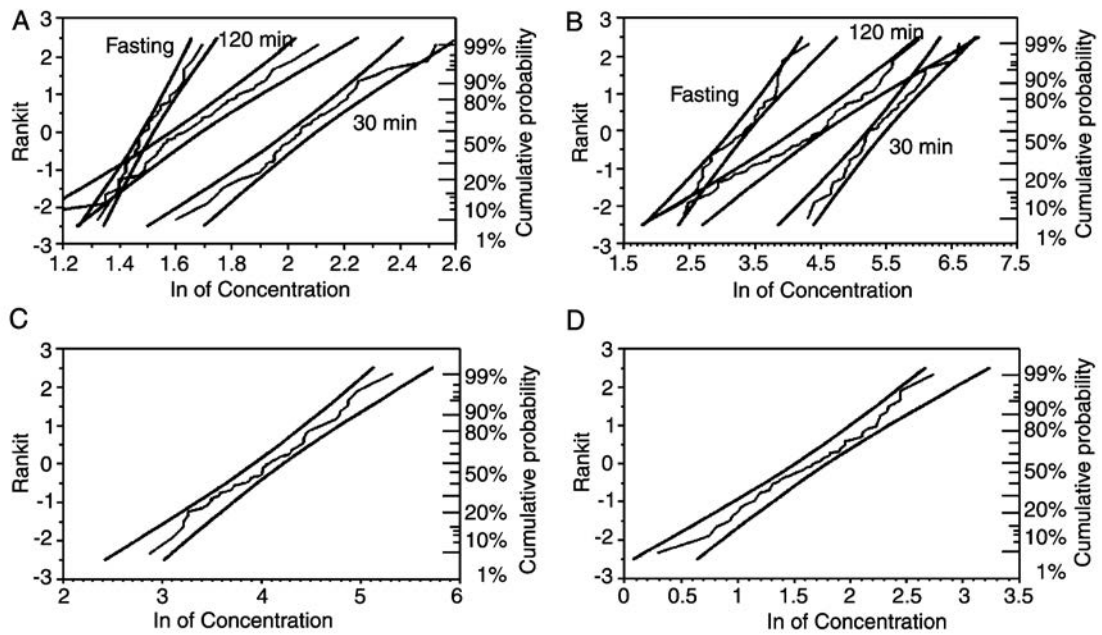 A
B
3
2
1
0
-1
-2
-3
Rankit
Fasting
120 min
30 min
99%
90%
80%
50%
20%
10%
1%
Cumulative probability
1.2 1.4 1.6 1.8 2 2.2 2.4 2.6
ln of Concentration
3
2
1
0
-1
-2
-3
Rankit
120 min
Fasting
30 min
99%
90%
80%
50%
20%
10%
1%
Cumulative probability
1.5 2.5 3.5 4.5 5.5 6.5 7.5
ln of Concentration
C
D
3
2
1
0
-1
-2
-3
Rankit
99%
90%
80%
50%
20%
10%
1%
Cumulative probability
2 3 4 5 6
ln of Concentration
3
2
1
0
-1
-2
-3
Rankit
99%
90%
80%
50%
20%
10%
1%
Cumulative probability
0 0.5 1 1.5 2 2.5 3 3.5
ln of Concentration